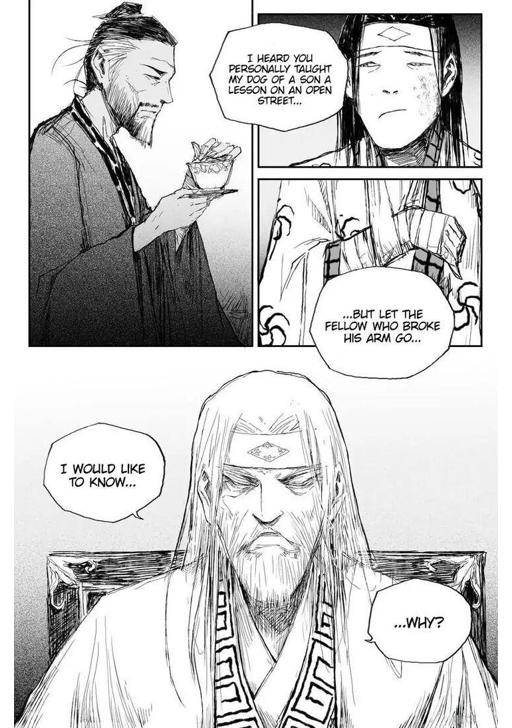 I HEARD YOU
PERSONALLY TAUGHT
MY DOG OF A SON A
LESSON ON AN OPEN
STREET...
...BUT LET THE
FELLOW WHO BROKE
HIS ARM GO...
I WOULD LIKE
TO KNOW...
...WHY?